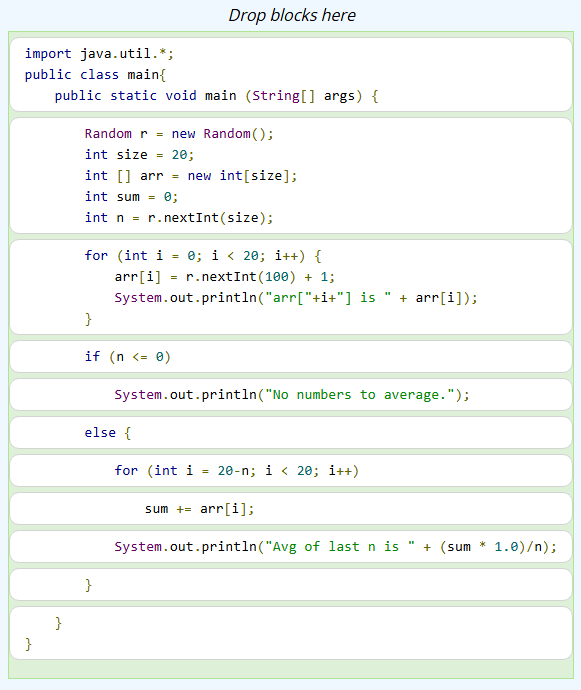 Drop blocks here
import java.util.*;
public class main{
    public static void main (String[] args) {
        Random r = new Random();
        int size = 20;
        int [] arr = new int[size];
        int sum = 0;
        int n = r.nextInt(size);
        for (int i = 0; i < 20; i++) {
            arr[i] = r.nextInt(100) + 1;
            System.out.println("arr["+i+"] is " + arr[i]);
        }
        if (n <= 0)
            System.out.println("No numbers to average.");
        else {
            for (int i = 20-n; i < 20; i++)
                sum += arr[i];
            System.out.println("Avg of last n is " + (sum * 1.0)/n);
        }
    }
}